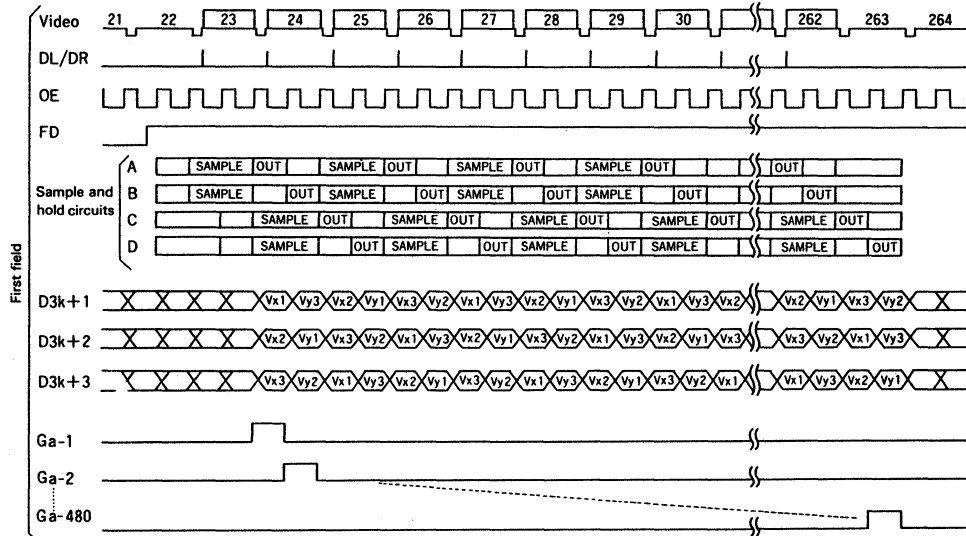 Video 21 22 23 24 25 26 27 28 29 30 262 263 264
DL/DR
OE
FD
First field
Sample and
hold circuits
A SAMPLE OUT SAMPLE OUT SAMPLE OUT SAMPLE OUT OUT
B SAMPLE OUT SAMPLE OUT SAMPLE OUT SAMPLE OUT OUT
C SAMPLE OUT SAMPLE OUT SAMPLE OUT SAMPLE OUT SAMPLE OUT
D SAMPLE OUT SAMPLE OUT SAMPLE OUT SAMPLE SAMPLE OUT
D3k+1 Vx1 Vy3 Vx2 Vy1 Vx3 Vy2 Vx1 Vy3 Vx2 Vy1 Vx3 Vy2 Vx1 Vy3 Vx2 Vx2 Vy1 Vx3 Vy2
D3k+2 Vx2 Vy1 Vx3 Vy2 Vx1 Vy3 Vx2 Vy1 Vx3 Vy2 Vx1 Vy3 Vx2 Vy1 Vx3 Vx3 Vy2 Vx1 Vy3
D3k+3 Vx3 Vy2 Vx1 Vy3 Vx2 Vy1 Vx3 Vy2 Vx1 Vy3 Vx2 Vy1 Vx3 Vy2 Vx1 Vx1 Vy3 Vx2 Vy1
Ga-1
Ga-2
Ga-480